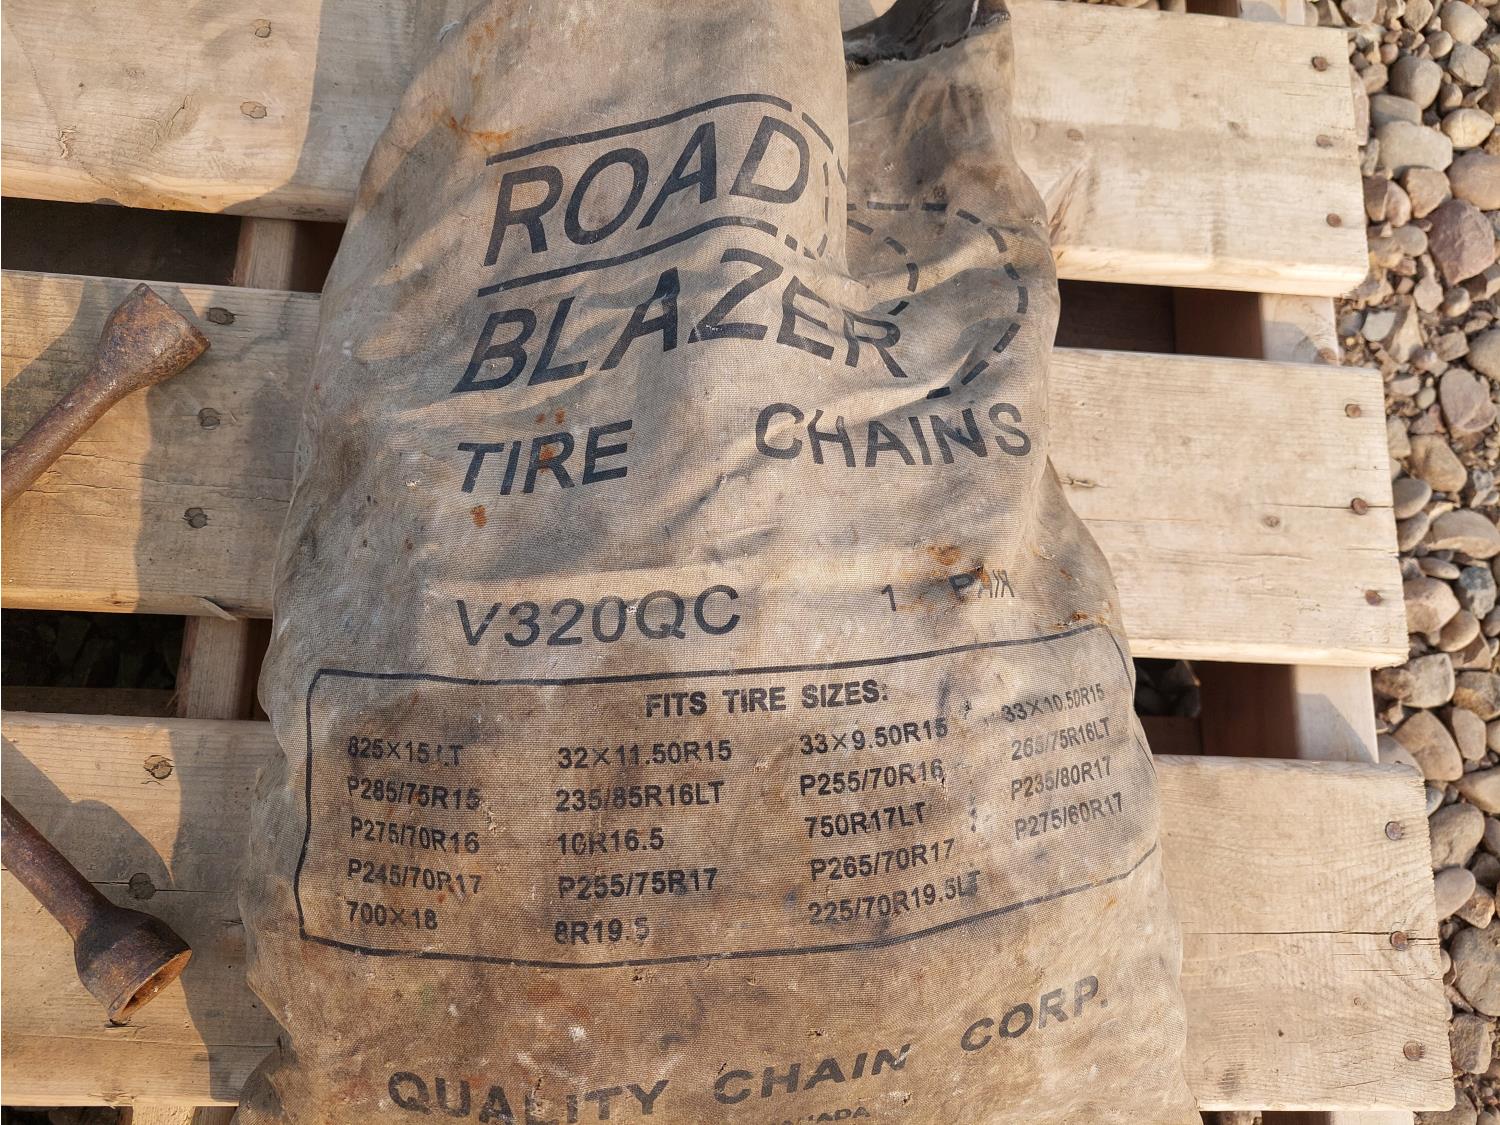 ROAD
BLAZER
TIRE CHAINS
V320QC 1 PAIR
FITS TIRE SIZES:
825×15LT 32×11.50R15 33×9.50R15 33×10.50R15
P285/75R15 235/85R16LT P255/70R16 265/75R16LT
P275/70R16 10R16.5 750R17LT P235/80R17
P245/70R17 P255/75R17 P265/70R17 P275/60R17
700×18 8R19.5 225/70R19.5LT
QUALITY CHAIN CORP.